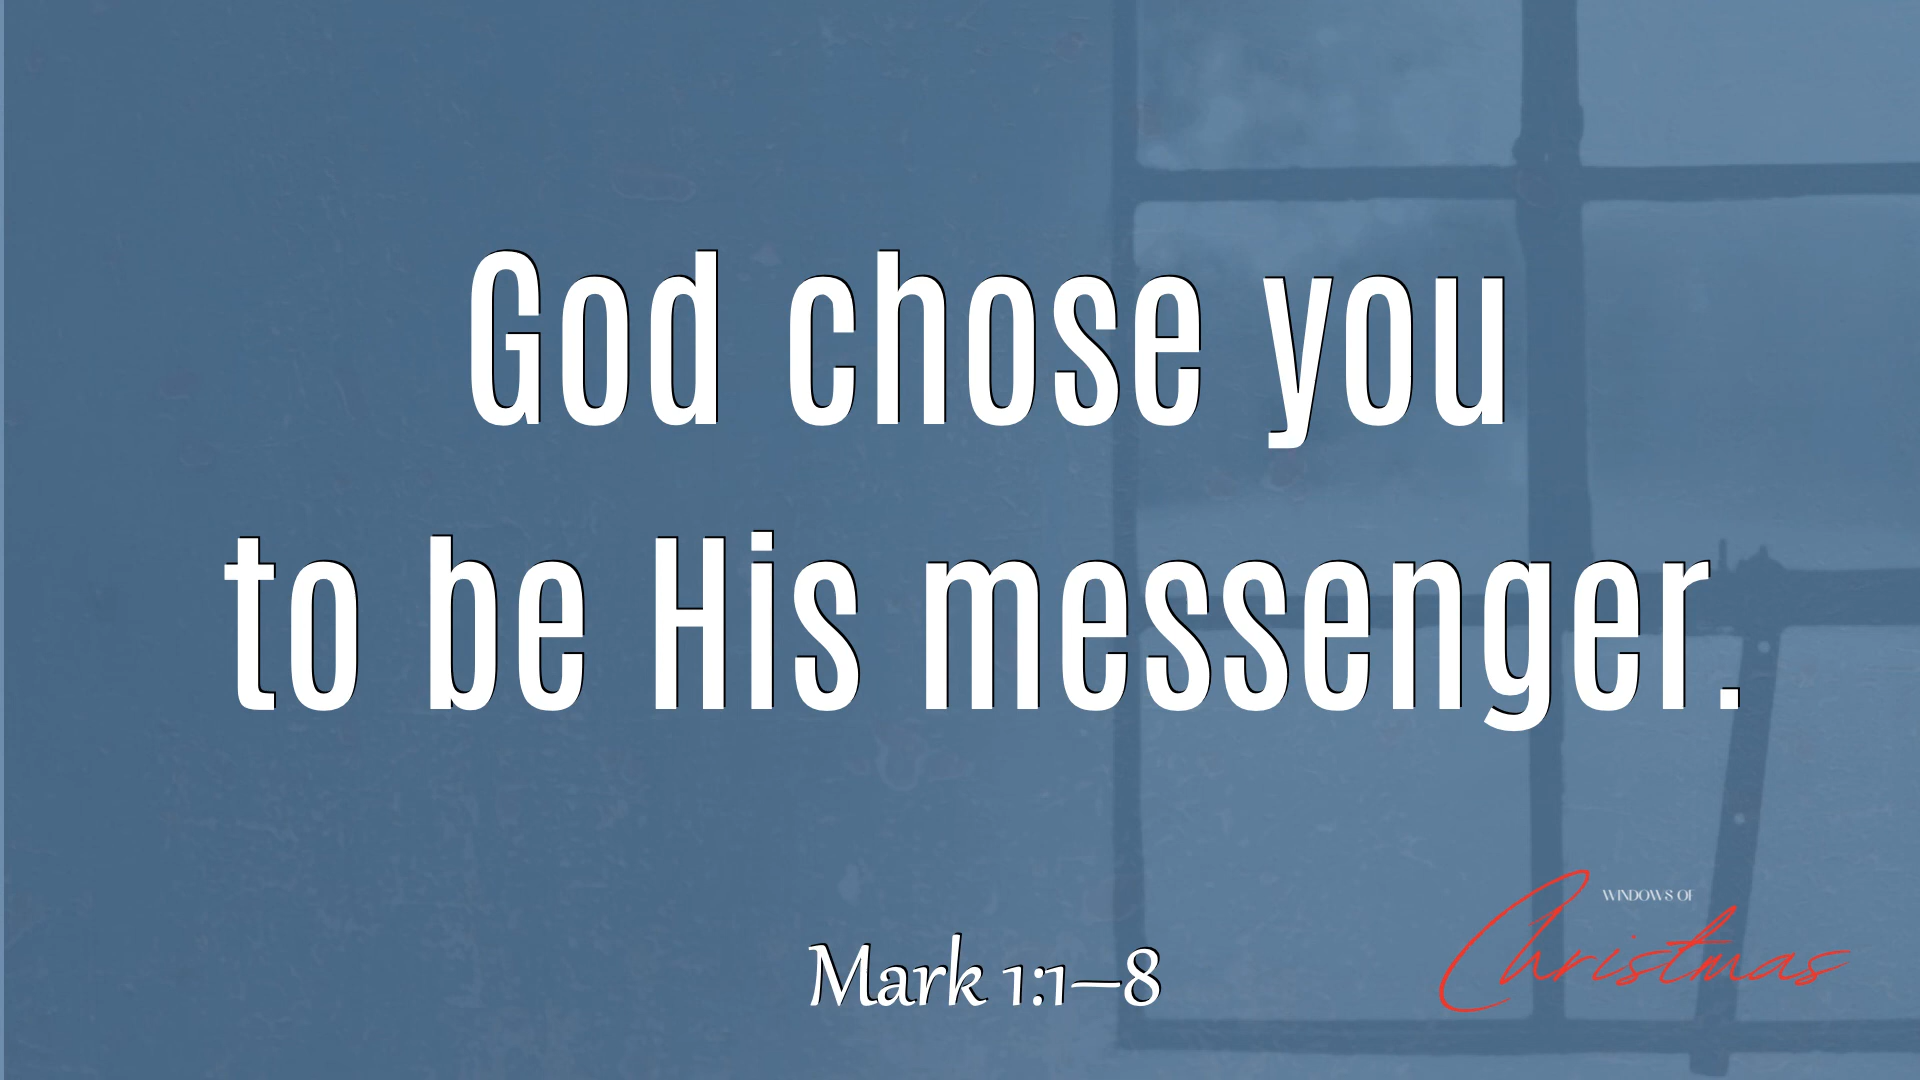 God chose you
to be His messenger.
WINDOWS OF
Christmas
Mark 1:1–8